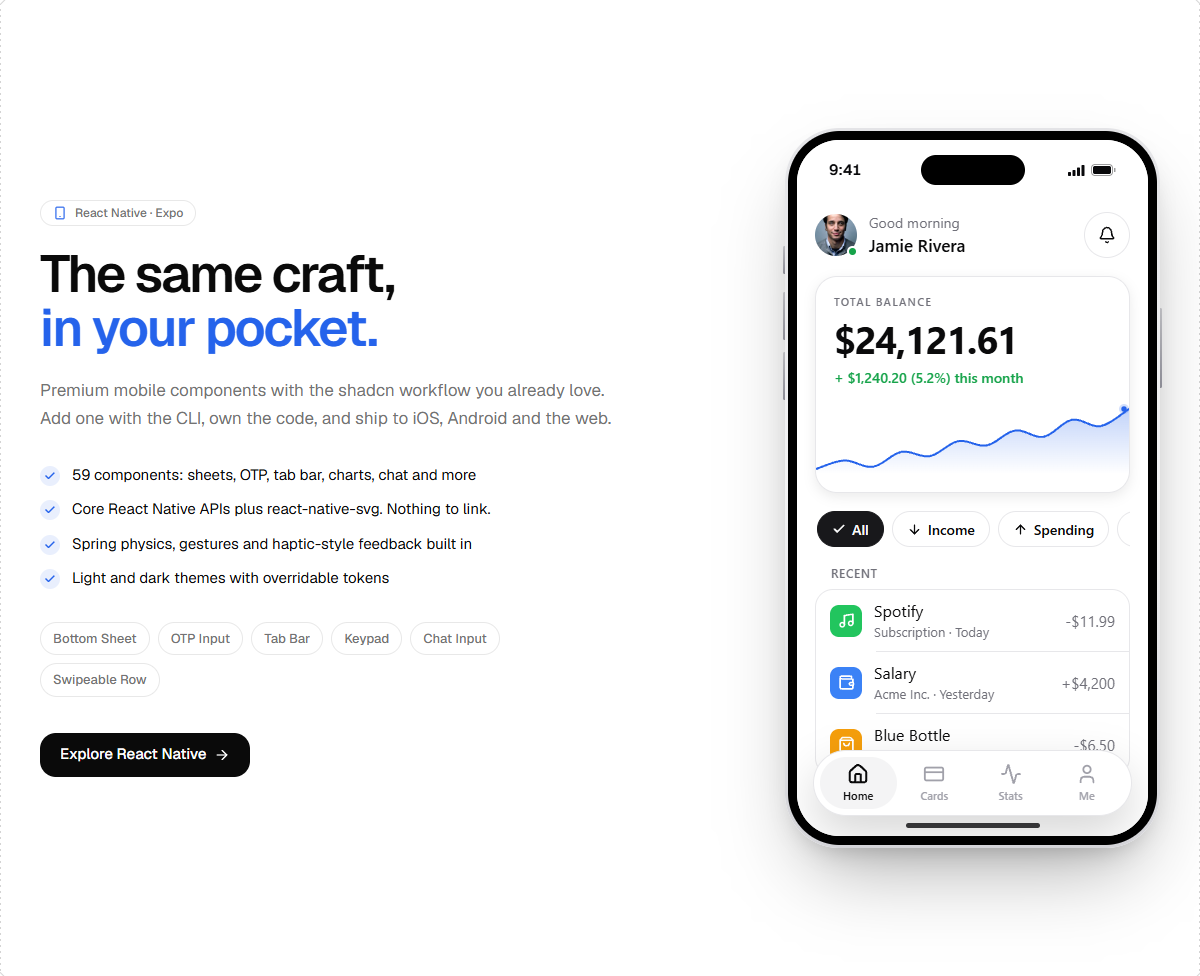 React Native · Expo
The same craft,
in your pocket.
Premium mobile components with the shadcn workflow you already love.
Add one with the CLI, own the code, and ship to iOS, Android and the web.
59 components: sheets, OTP, tab bar, charts, chat and more
Core React Native APIs plus react-native-svg. Nothing to link.
Spring physics, gestures and haptic-style feedback built in
Light and dark themes with overridable tokens
Bottom Sheet
OTP Input
Tab Bar
Keypad
Chat Input
Swipeable Row
Explore React Native →
9:41
Good morning
Jamie Rivera
TOTAL BALANCE
$24,121.61
+ $1,240.20 (5.2%) this month
All
Income
Spending
RECENT
Spotify
Subscription · Today
-$11.99
Salary
Acme Inc. · Yesterday
+$4,200
Blue Bottle
-$6.50
Home
Cards
Stats
Me